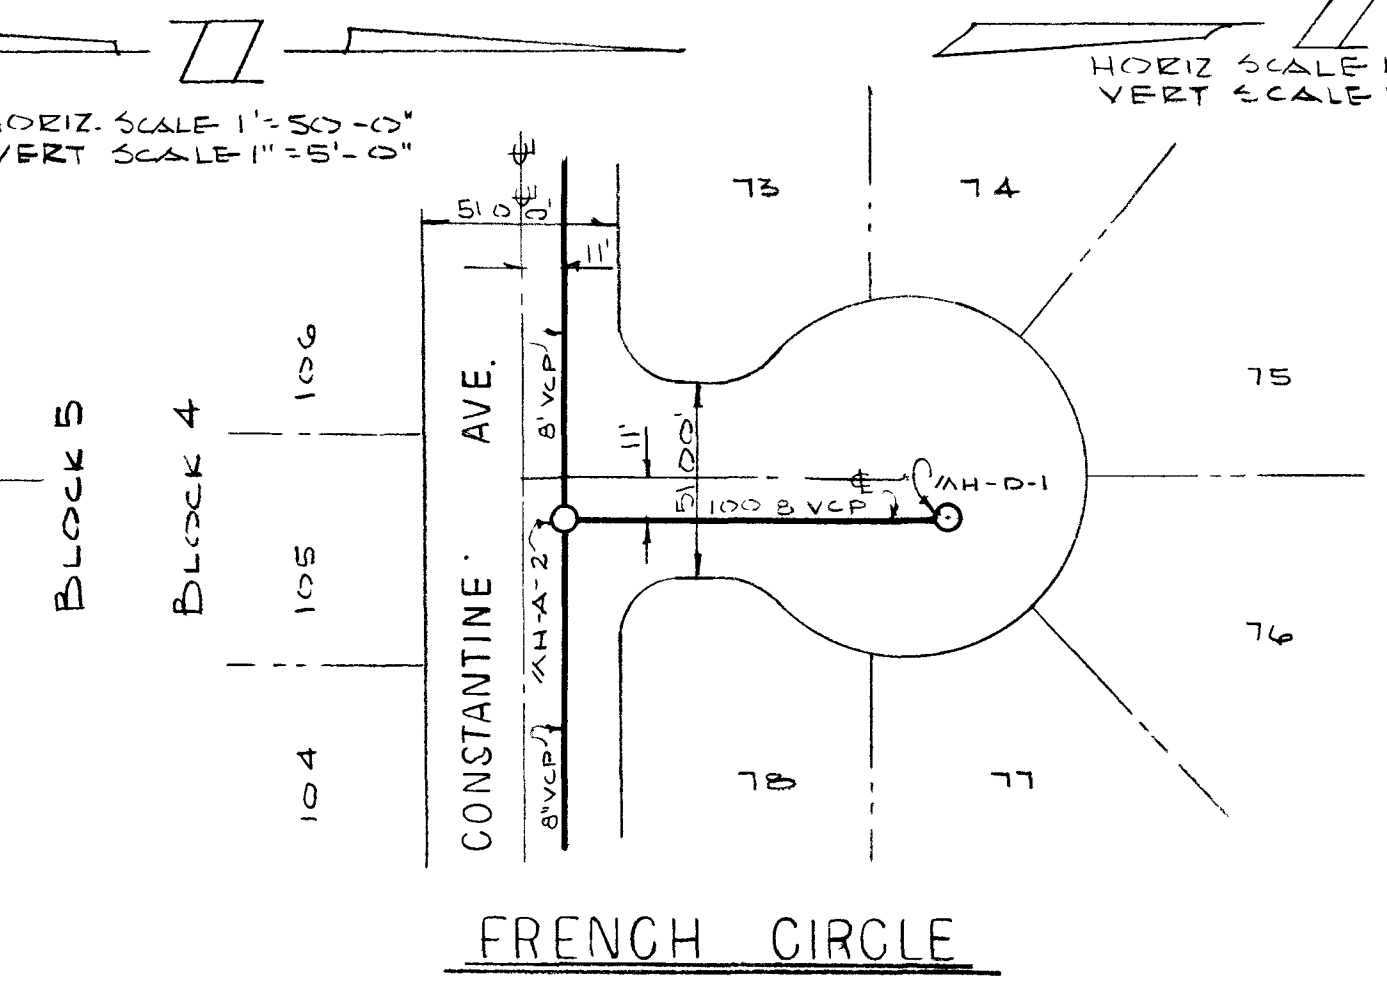 HORIZ. SCALE 1'=50'-0"
VERT SCALE 1"=5'-0"
HORIZ SCALE
VERT SCALE
73
74
11'
106
8' VCP
AVE.
75
BLOCK 5
BLOCK 4
11'
51 00'
MH-D-1
100 8 VCP
MH-A-2
105
CONSTANTINE
76
104
8" VCP
78
77
FRENCH CIRCLE